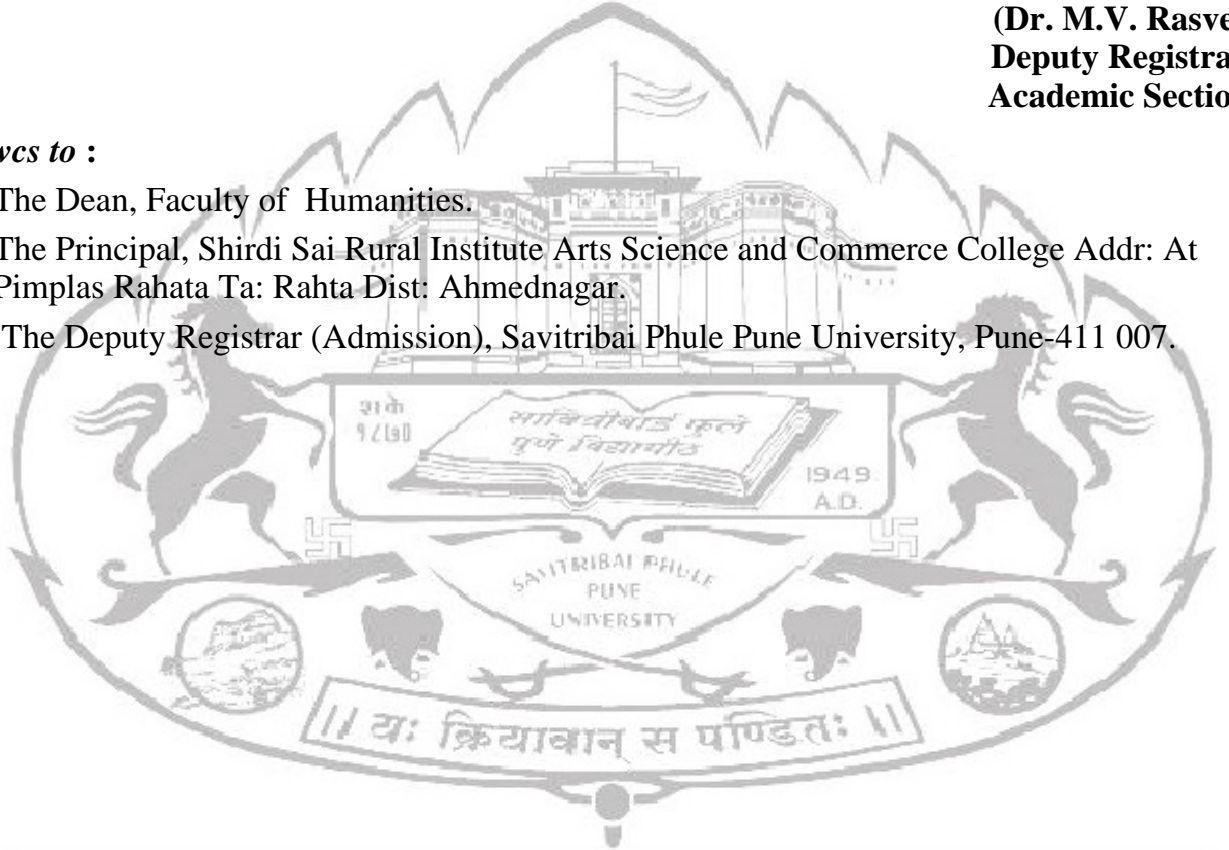 (Dr. M.V. Rasve
Deputy Registra
Academic Sectio
wcs to :
The Dean, Faculty of Humanities.
The Principal, Shirdi Sai Rural Institute Arts Science and Commerce College Addr: At
Pimplas Rahata Ta: Rahta Dist: Ahmednagar.
The Deputy Registrar (Admission), Savitribai Phule Pune University, Pune-411 007.
शके
१८७०
सावित्रीबाई फुले
पुणे विद्यापीठ
1949
A.D.
SAVITRIBAI PHULE
PUNE
UNIVERSITY
॥ यः क्रियावान् स पण्डितः ॥